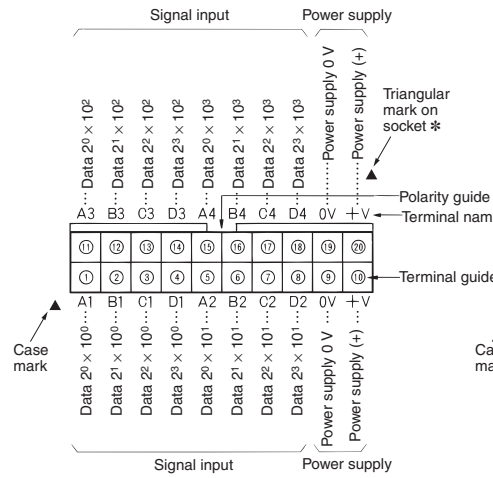 Signal input Power supply
Data 2⁰ × 10²
Data 2¹ × 10²
Data 2² × 10²
Data 2³ × 10²
Data 2⁰ × 10³
Data 2¹ × 10³
Data 2² × 10³
Data 2³ × 10³
Power supply 0 V
Power supply (+)
Triangular
mark on
socket *
Polarity guide
A3 B3 C3 D3 A4 B4 C4 D4 0V +V
Terminal nam
⑪ ⑫ ⑬ ⑭ ⑮ ⑯ ⑰ ⑱ ⑲ ⑳
① ② ③ ④ ⑤ ⑥ ⑦ ⑧ ⑨ ⑩
Terminal guide
A1 B1 C1 D1 A2 B2 C2 D2 0V +V
Case
mark
Data 2⁰ × 10⁰
Data 2¹ × 10⁰
Data 2² × 10⁰
Data 2³ × 10⁰
Data 2⁰ × 10¹
Data 2¹ × 10¹
Data 2² × 10¹
Data 2³ × 10¹
Power supply 0 V
Power supply (+)
Ca
ma
Signal input Power supply